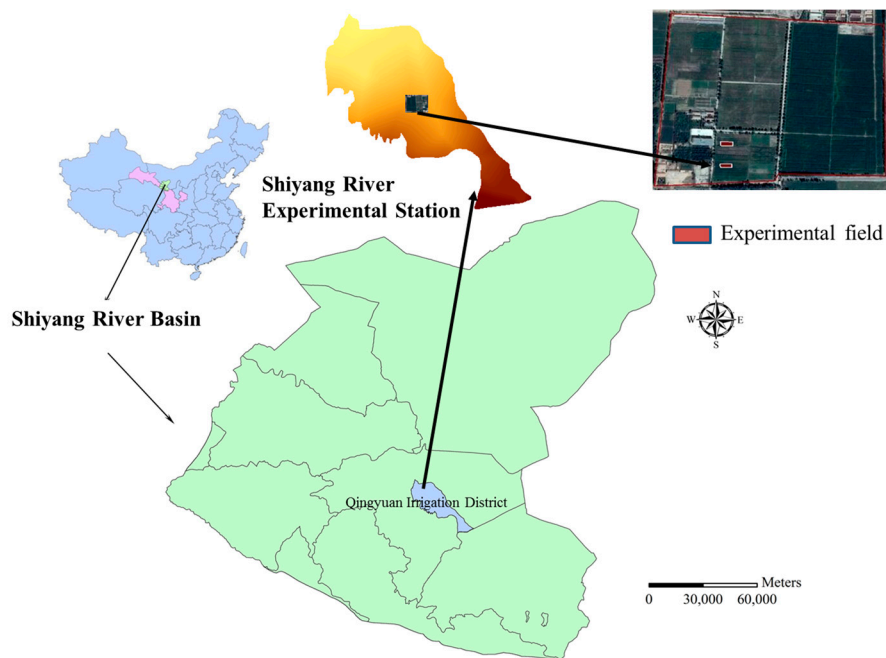 Shiyang River
Experimental Station
Experimental field
Shiyang River Basin
N
W
E
S
Qingyuan Irrigation District
Meters
0
30,000
60,000